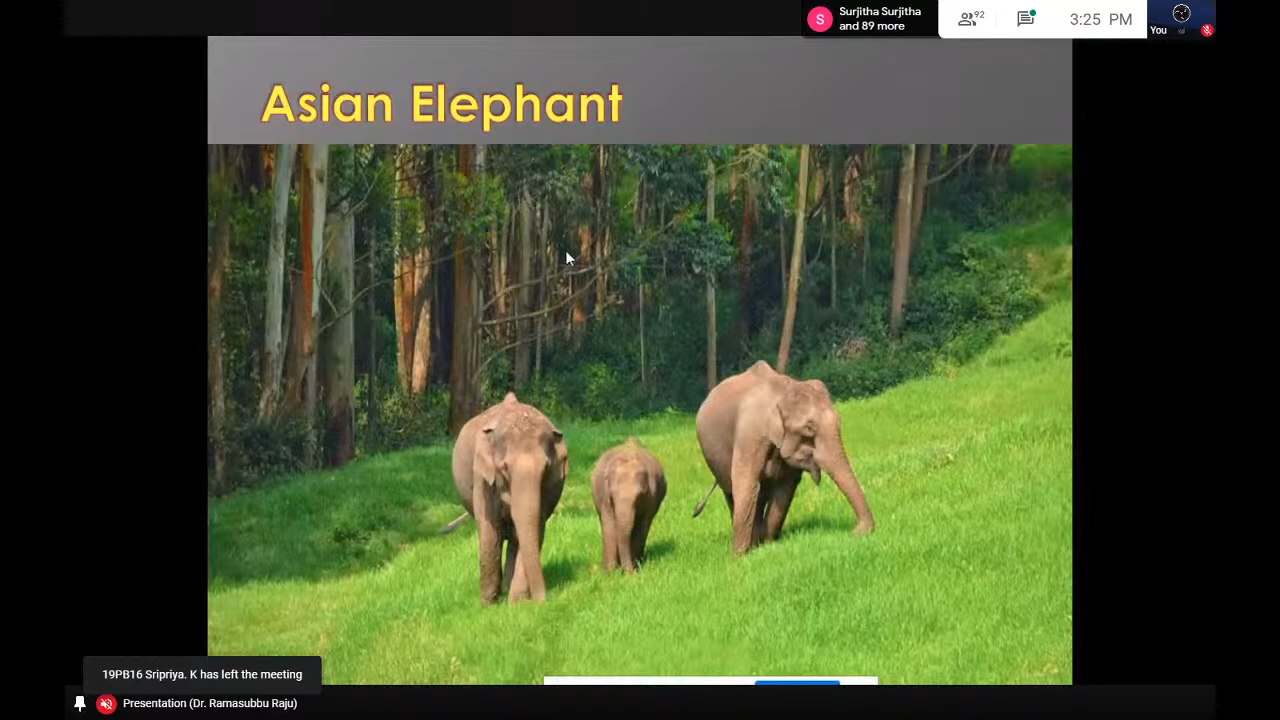 S
Surjitha Surjitha
and 89 more
92
3:25 PM
You
Asian Elephant
19PB16 Sripriya. K has left the meeting
Presentation (Dr. Ramasubbu Raju)